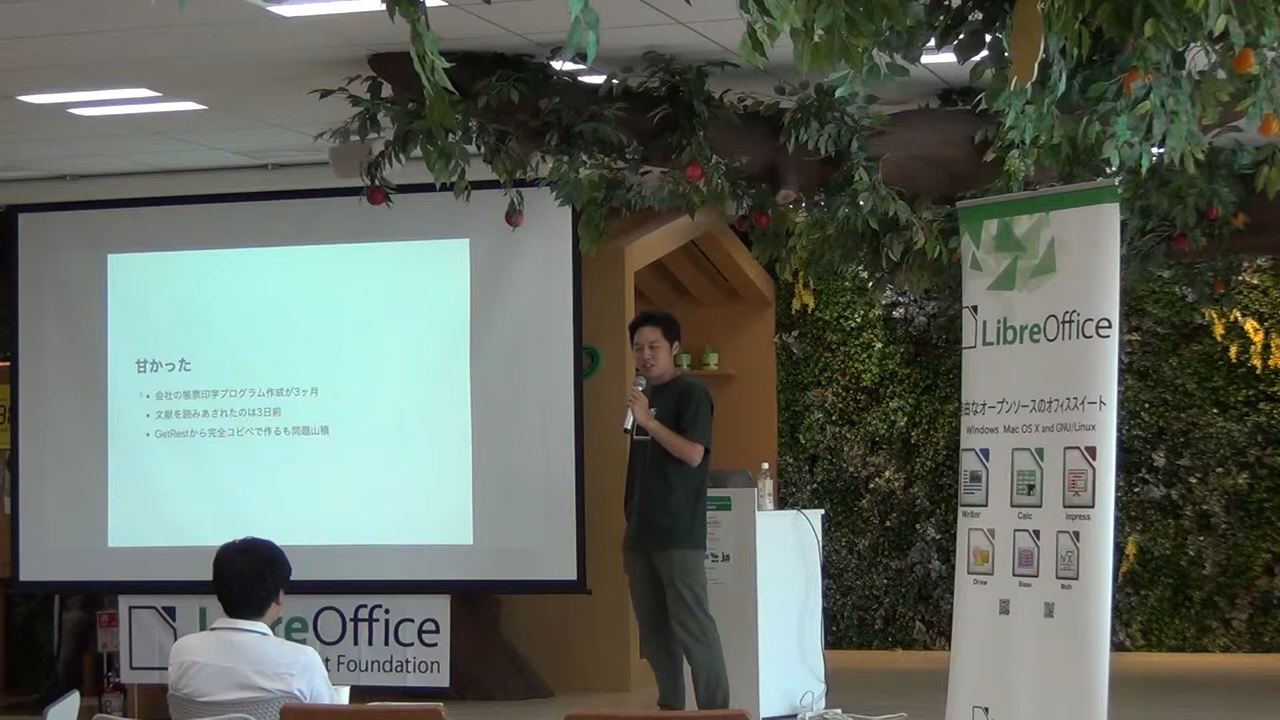 甘かった
会社の帳票印字プログラム作成が3ヶ月
文献を読みあされたのは3日前
GetRestから完全コピペで作るも問題山積
LibreOffice
由なオープンソースのオフィススイート
Windows Mac OS X and GNU/Linux
Writer Calc Impress
Draw Base Math
LibreOffice
t Foundation
jus